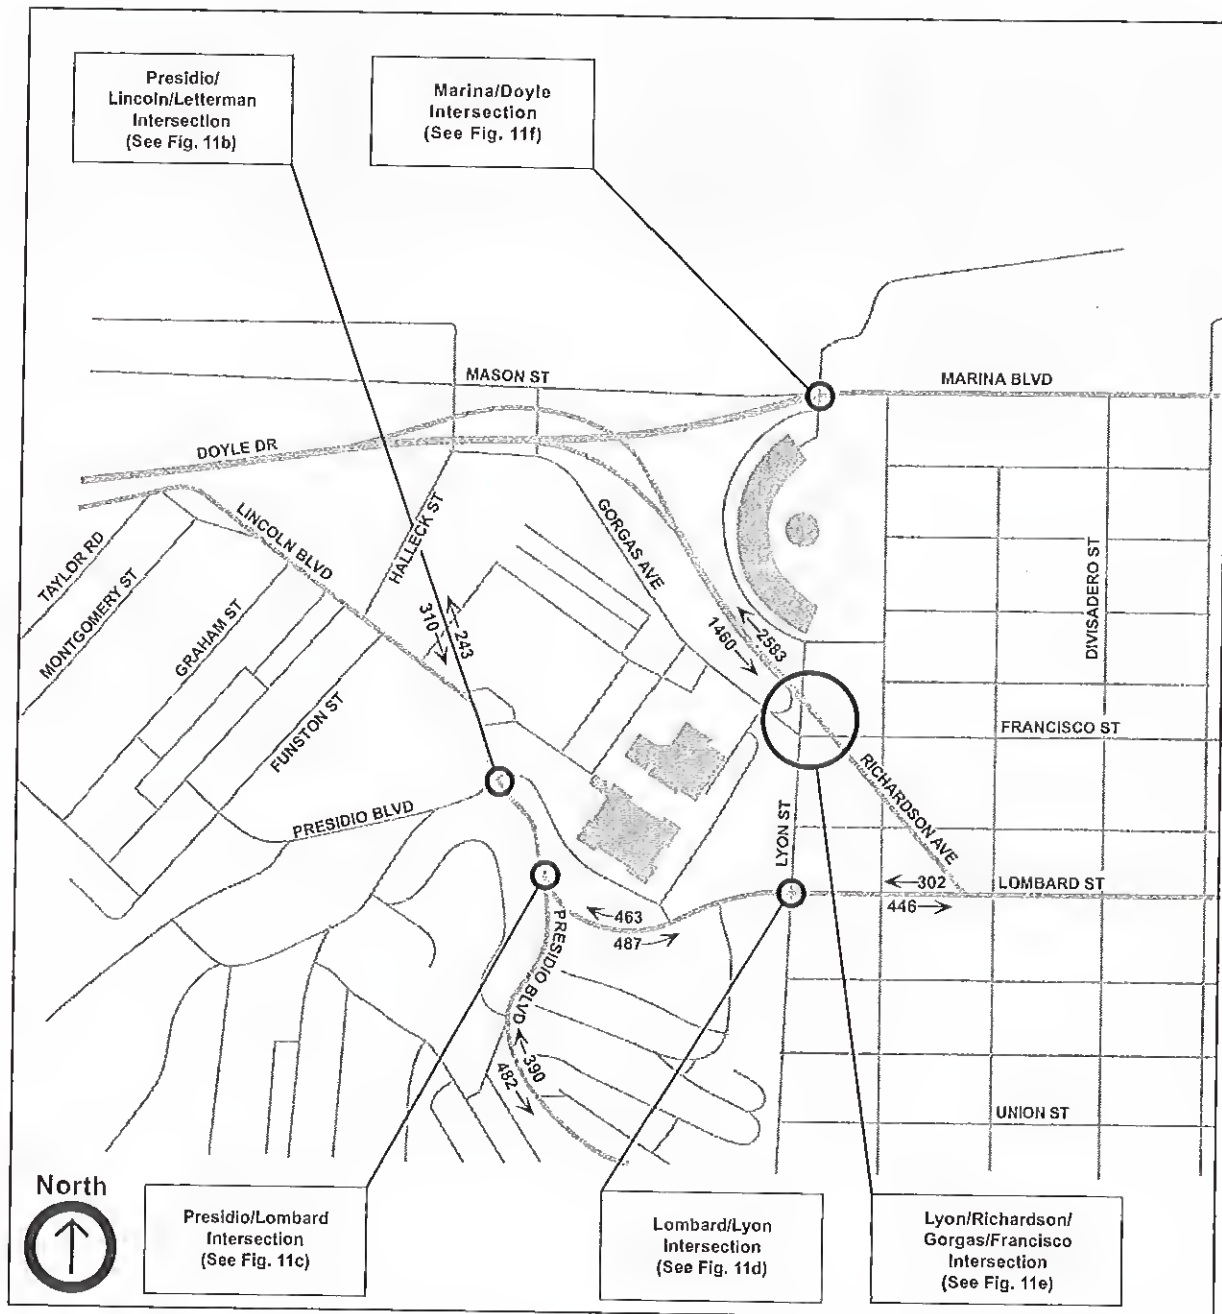 Presidio/
Lincoln/Letterman
Intersection
(See Fig. 11b)
Marina/Doyle
Intersection
(See Fig. 11f)
MASON ST
MARINA BLVD
DOYLE DR
LINCOLN BLVD
HALLECK ST
GORGAS AVE
TAYLOR RD
MONTGOMERY ST
GRAHAM ST
FUNSTON ST
DIVISADERO ST
310
243
1460
2583
FRANCISCO ST
RICHARDSON AVE
PRESIDIO BLVD
LYON ST
302
LOMBARD ST
446
463
487
PRESIDIO BLVD
390
482
UNION ST
North
Presidio/Lombard
Intersection
(See Fig. 11c)
Lombard/Lyon
Intersection
(See Fig. 11d)
Lyon/Richardson/
Gorgas/Francisco
Intersection
(See Fig. 11e)